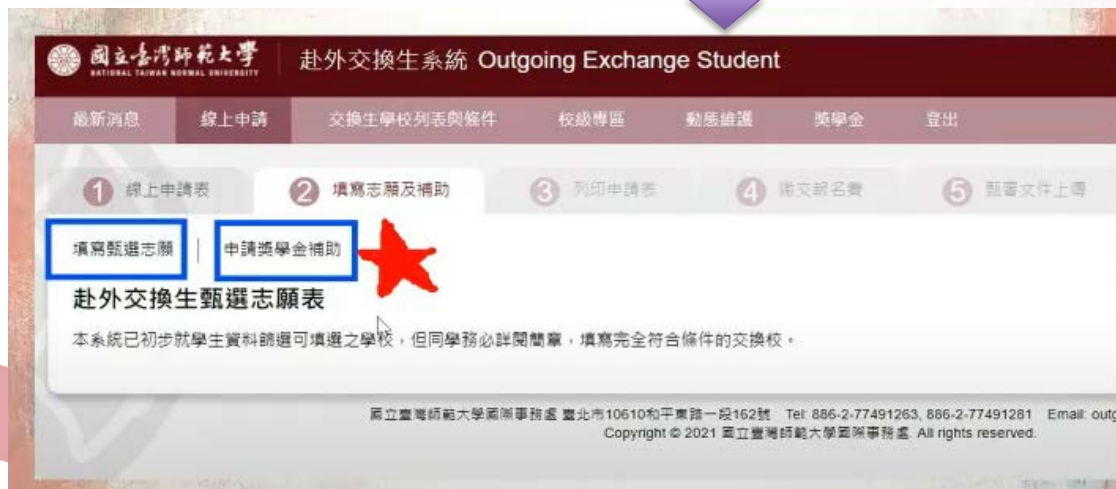 國立臺灣師範大學 赴外交換生系統 Outgoing Exchange Student
NATIONAL TAIWAN NORMAL UNIVERSITY
最新消息 線上申請 交換生學校列表與條件 校級專區 動態維護 獎學金 登出
1 線上申請表 2 填寫志願及補助 3 列印申請表 4 繳交報名費 5 甄審文件上傳
填寫甄選志願 | 申請獎學金補助
赴外交換生甄選志願表
本系統已初步就學生資料篩選可填選之學校，但同學務必詳閱簡章，填寫完全符合條件的交換校。
國立臺灣師範大學國際事務處 臺北市10610和平東路一段162號 Tel: 886-2-77491263, 886-2-77491281 Email: outg
Copyright © 2021 國立臺灣師範大學國際事務處. All rights reserved.